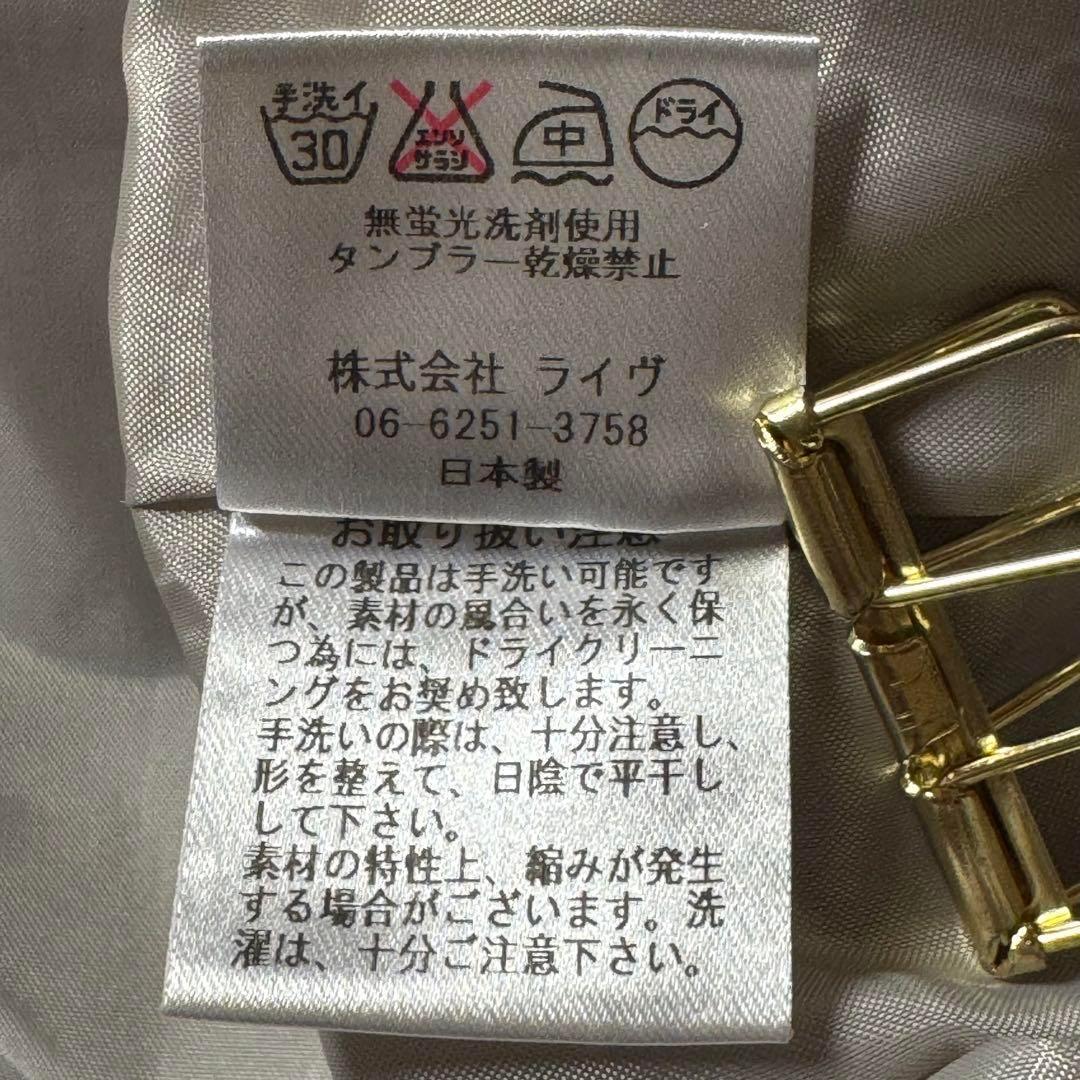 手洗イ
30
エンソ
サラシ
中
ドライ
無蛍光洗剤使用
タンブラー乾燥禁止
株式会社 ライヴ
06-6251-3758
日本製
お取り扱い注意
この製品は手洗い可能です
が、素材の風合いを永く保
つ為には、ドライクリーニ
ングをお奨め致します。
手洗いの際は、十分注意し、
形を整えて、日陰で平干し
して下さい。
素材の特性上、縮みが発生
する場合がございます。洗
濯は、十分ご注意下さい。